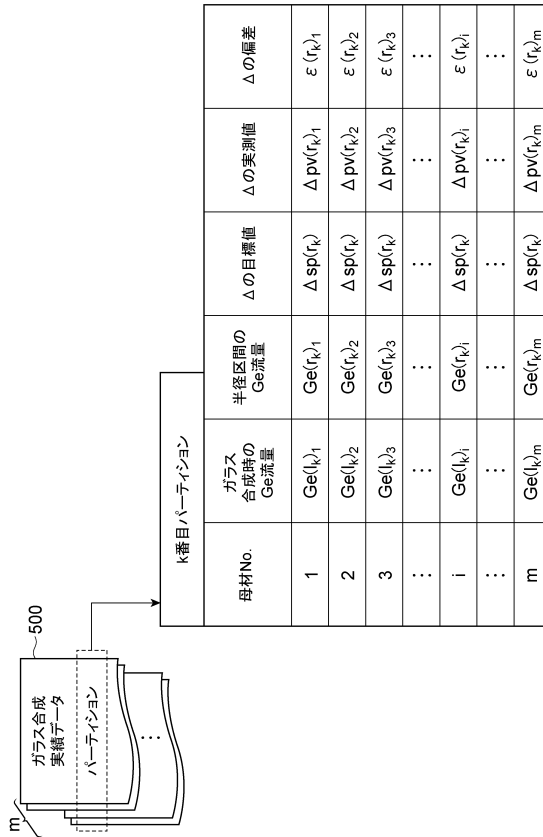 m
500
ガラス合成
実績データ
パーティション
⋮
k番目パーティション
母材No.
ガラス
合成時の
Ge流量
半径区間の
Ge流量
Δの目標値
Δの実測値
Δの偏差
1 Ge(l_k)_1 Ge(r_k)_1 Δsp(r_k) Δpv(r_k)_1 ε(r_k)_1
2 Ge(l_k)_2 Ge(r_k)_2 Δsp(r_k) Δpv(r_k)_2 ε(r_k)_2
3 Ge(l_k)_3 Ge(r_k)_3 Δsp(r_k) Δpv(r_k)_3 ε(r_k)_3
⋮ ⋮ ⋮ ⋮ ⋮ ⋮
i Ge(l_k)_i Ge(r_k)_i Δsp(r_k) Δpv(r_k)_i ε(r_k)_i
⋮ ⋮ ⋮ ⋮ ⋮ ⋮
m Ge(l_k)_m Ge(r_k)_m Δsp(r_k) Δpv(r_k)_m ε(r_k)_m